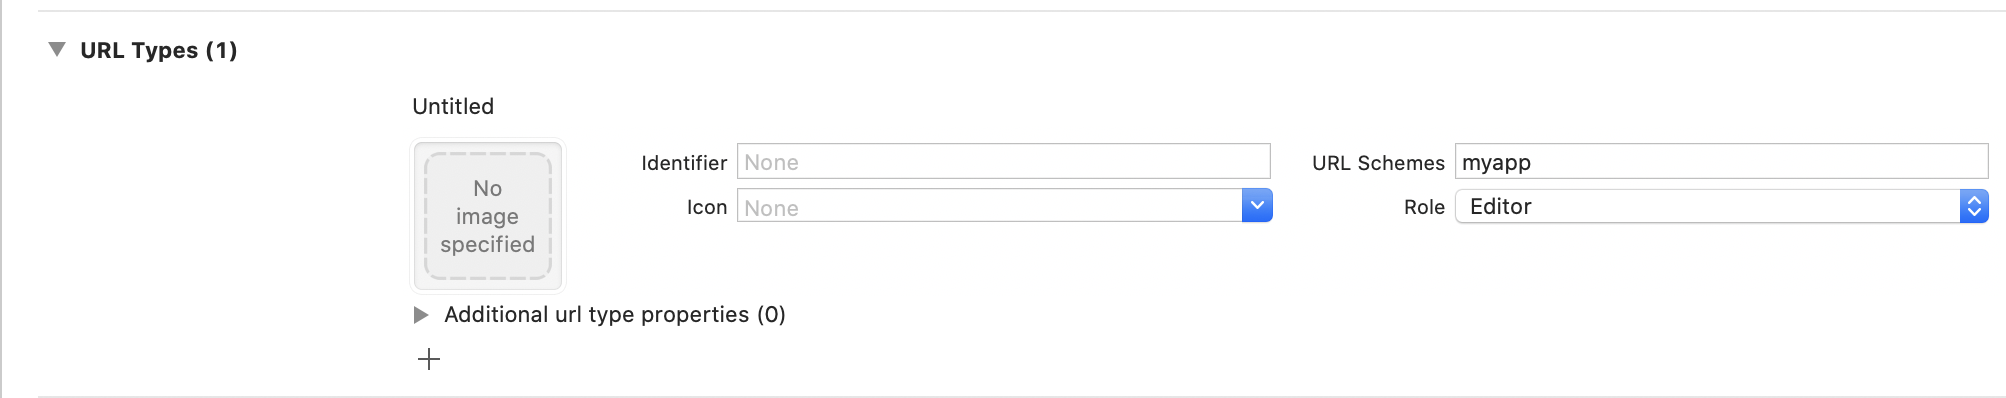 URL Types (1)
Untitled
No
image
specified
Identifier None
URL Schemes myapp
Icon None
Role Editor
Additional url type properties (0)